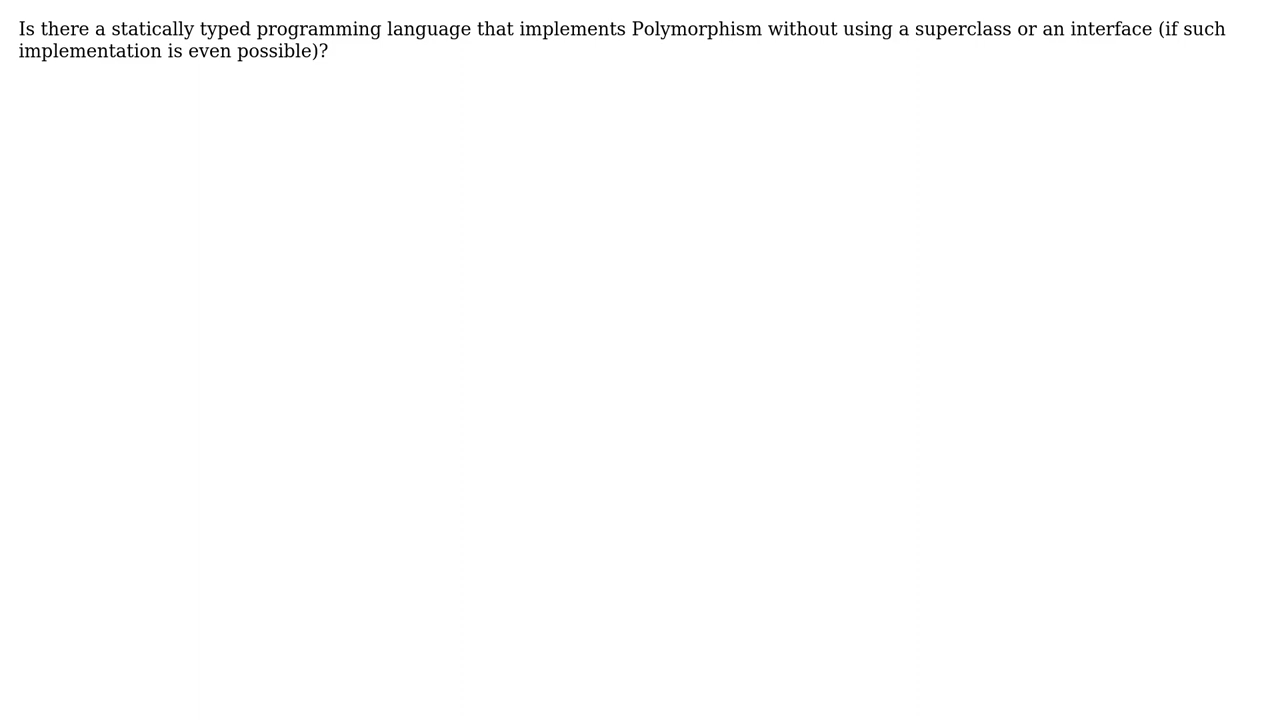 Is there a statically typed programming language that implements Polymorphism without using a superclass or an interface (if such
implementation is even possible)?